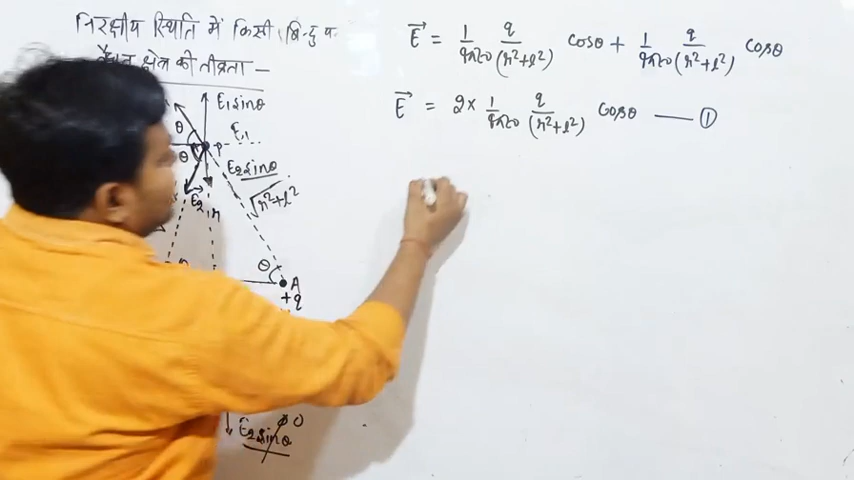 निरक्षीय स्थिति में किसी बिन्दु प
क्षेत्र की तीव्रता –
E₁sinθ
θ
E₁
P
θ
E₂sinθ
√r²+l²
E₂
r
θ
A
+q
E₂sinθ
O
E⃗ = 1/4πε₀ q/(r²+l²) cosθ + 1/4πε₀ q/(r²+l²) cosθ
E⃗ = 2× 1/4πε₀ q/(r²+l²) cosθ —— ①